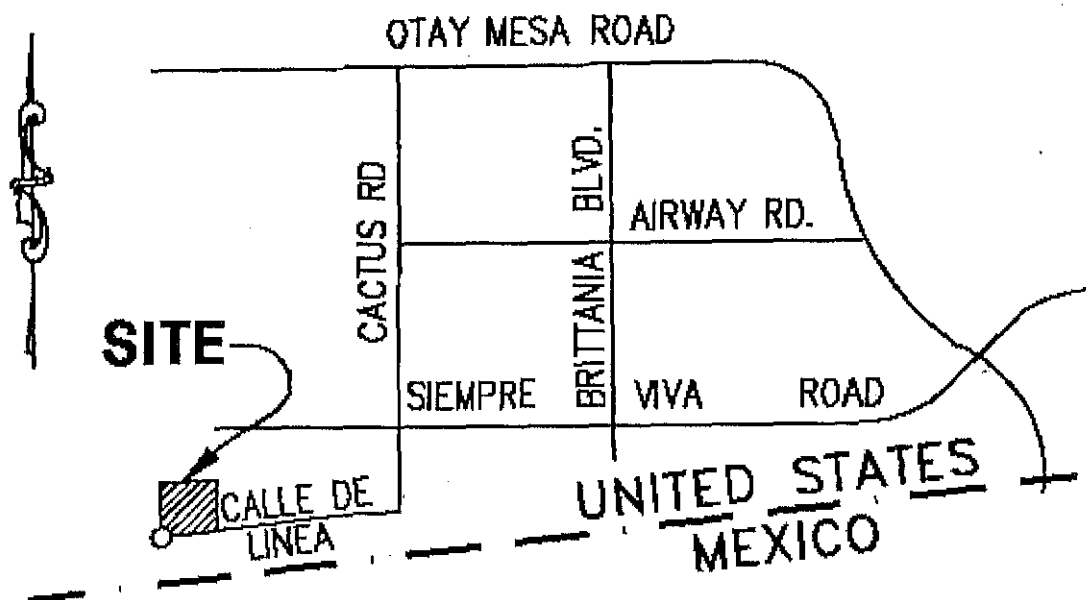 OTAY MESA ROAD
CACTUS RD
BRITTANIA BLVD.
AIRWAY RD.
SITE
SIEMPRE VIVA ROAD
CALLE DE
LINEA
UNITED STATES
MEXICO